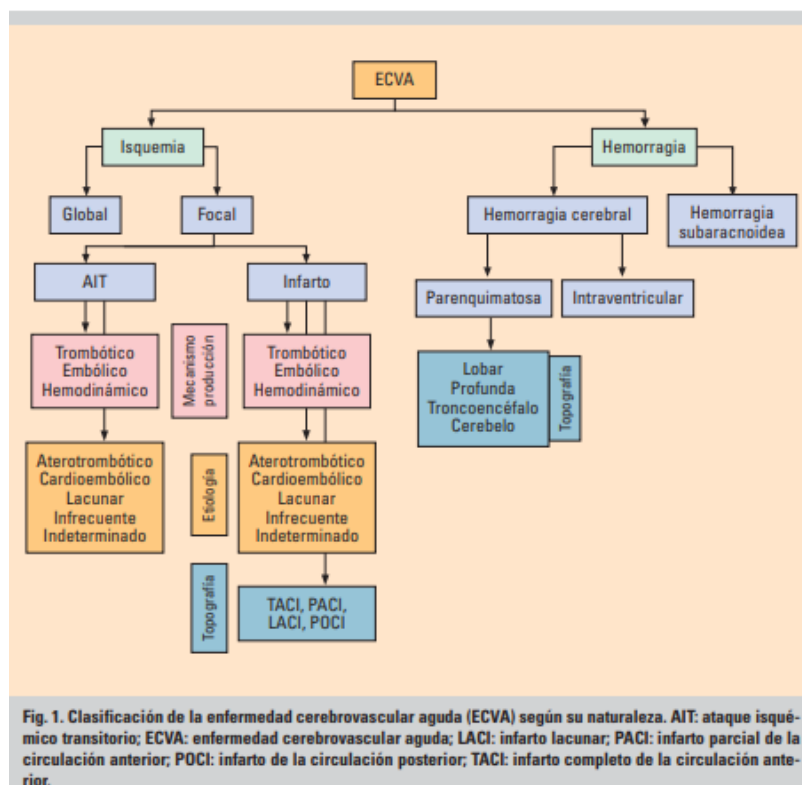 ECVA
Isquemia
Hemorragia
Global
Focal
Hemorragia cerebral
Hemorragia
subaracnoidea
AIT
Infarto
Parenquimatosa
Intraventricular
Trombótico
Embólico
Hemodinámico
Mecanismo
producción
Trombótico
Embólico
Hemodinámico
Lobar
Profunda
Troncoencéfalo
Cerebelo
Topografía
Aterotrombótico
Cardioembólico
Lacunar
Infrecuente
Indeterminado
Etiología
Aterotrombótico
Cardioembólico
Lacunar
Infrecuente
Indeterminado
Topografía
TACI, PACI,
LACI, POCI
Fig. 1. Clasificación de la enfermedad cerebrovascular aguda (ECVA) según su naturaleza. AIT: ataque isqué-
mico transitorio; ECVA: enfermedad cerebrovascular aguda; LACI: infarto lacunar; PACI: infarto parcial de la
circulación anterior; POCI: infarto de la circulación posterior; TACI: infarto completo de la circulación ante-
rior.